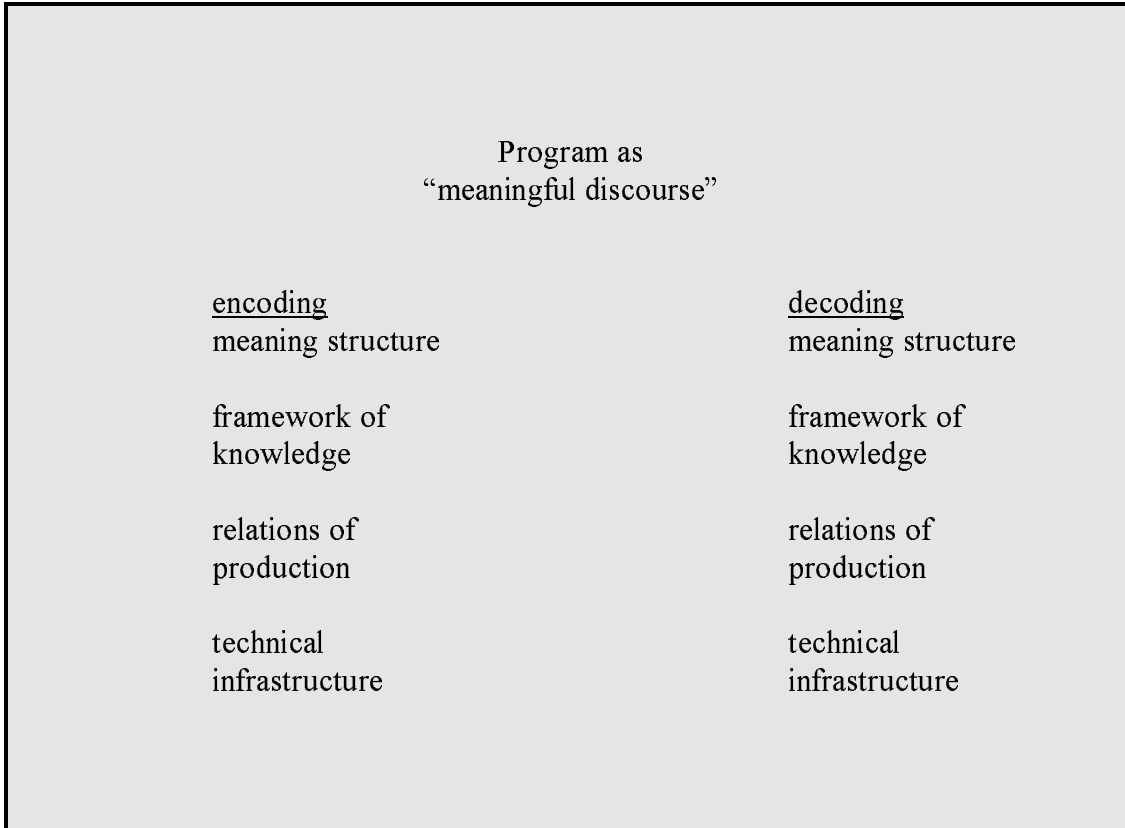 Program as
“meaningful discourse”
encoding
meaning structure
framework of
knowledge
relations of
production
technical
infrastructure
decoding
meaning structure
framework of
knowledge
relations of
production
technical
infrastructure